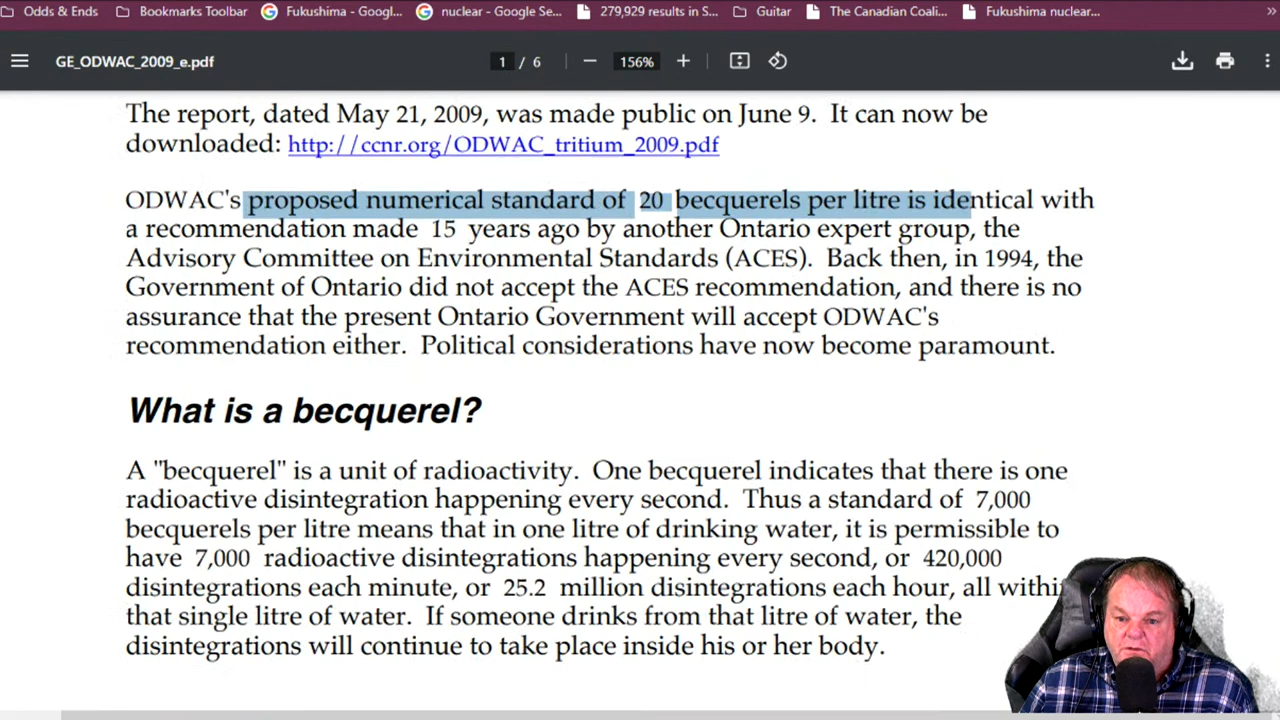 Odds & Ends Bookmarks Toolbar Fukushima - Googl... nuclear - Google Se... 279,929 results in S... Guitar The Canadian Coali... Fukushima nuclear... »
GE_ODWAC_2009_e.pdf 1 / 6 − 156% +
The report, dated May 21, 2009, was made public on June 9. It can now be
downloaded: http://ccnr.org/ODWAC_tritium_2009.pdf
ODWAC's proposed numerical standard of 20 becquerels per litre is identical with
a recommendation made 15 years ago by another Ontario expert group, the
Advisory Committee on Environmental Standards (ACES). Back then, in 1994, the
Government of Ontario did not accept the ACES recommendation, and there is no
assurance that the present Ontario Government will accept ODWAC's
recommendation either. Political considerations have now become paramount.
What is a becquerel?
A "becquerel" is a unit of radioactivity. One becquerel indicates that there is one
radioactive disintegration happening every second. Thus a standard of 7,000
becquerels per litre means that in one litre of drinking water, it is permissible to
have 7,000 radioactive disintegrations happening every second, or 420,000
disintegrations each minute, or 25.2 million disintegrations each hour, all withi
that single litre of water. If someone drinks from that litre of water, the
disintegrations will continue to take place inside his or her body.